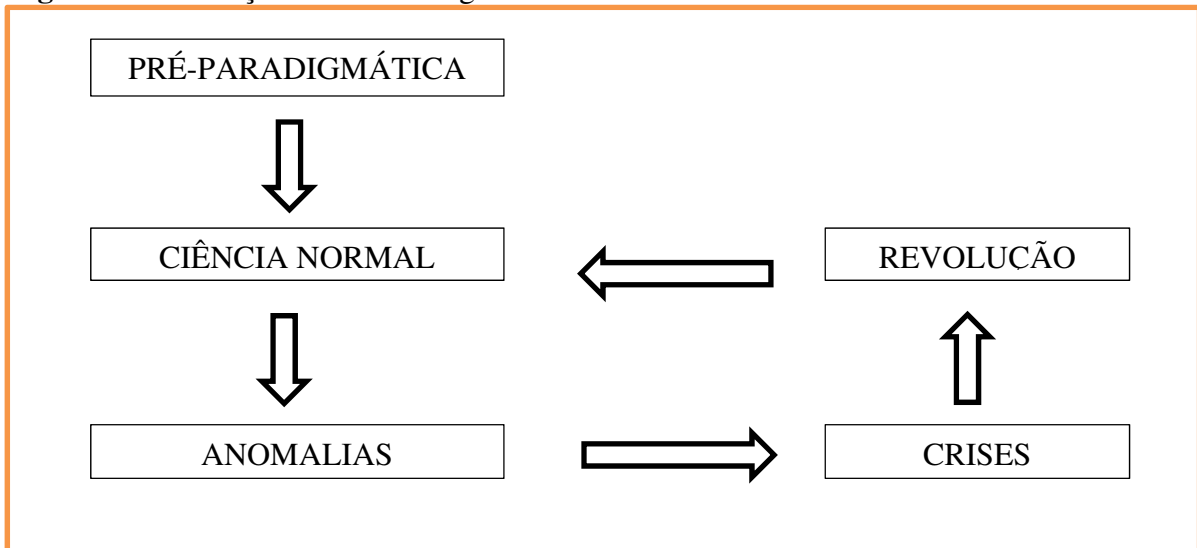 PRÉ-PARADIGMÁTICA
CIÊNCIA NORMAL
REVOLUÇÃO
ANOMALIAS
CRISES